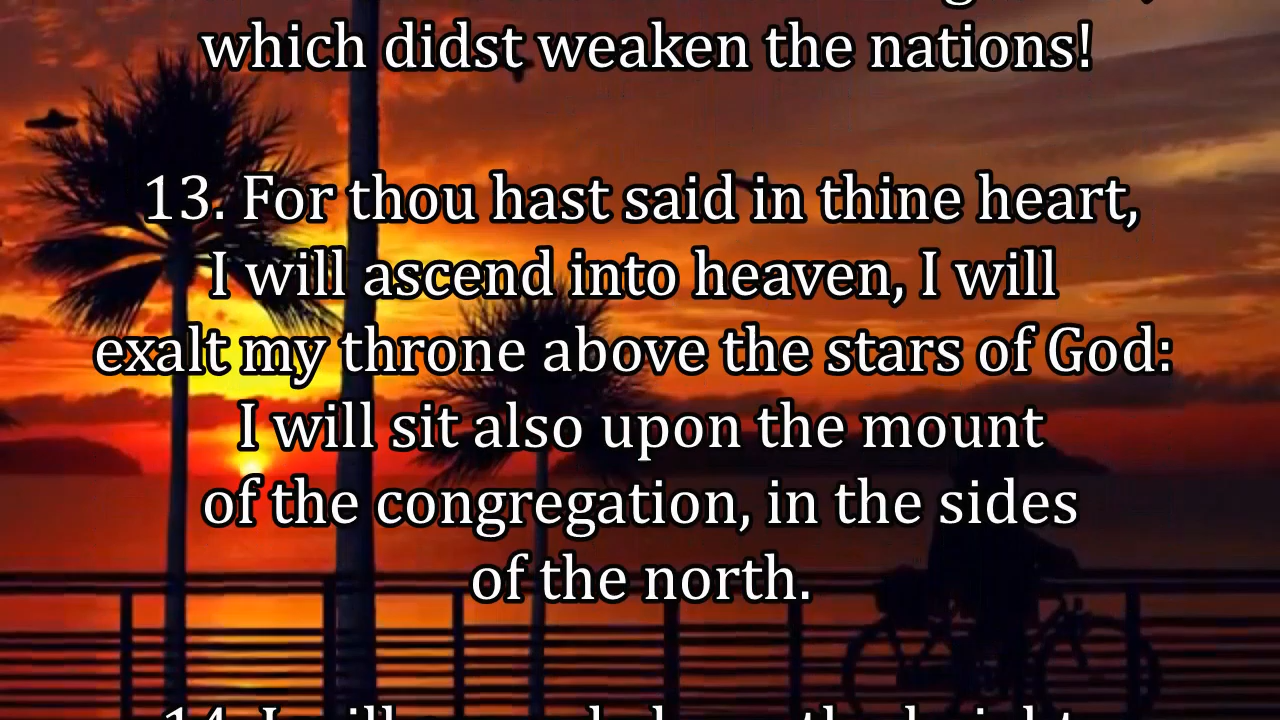 which didst weaken the nations!
13. For thou hast said in thine heart,
I will ascend into heaven, I will
exalt my throne above the stars of God:
I will sit also upon the mount
of the congregation, in the sides
of the north.